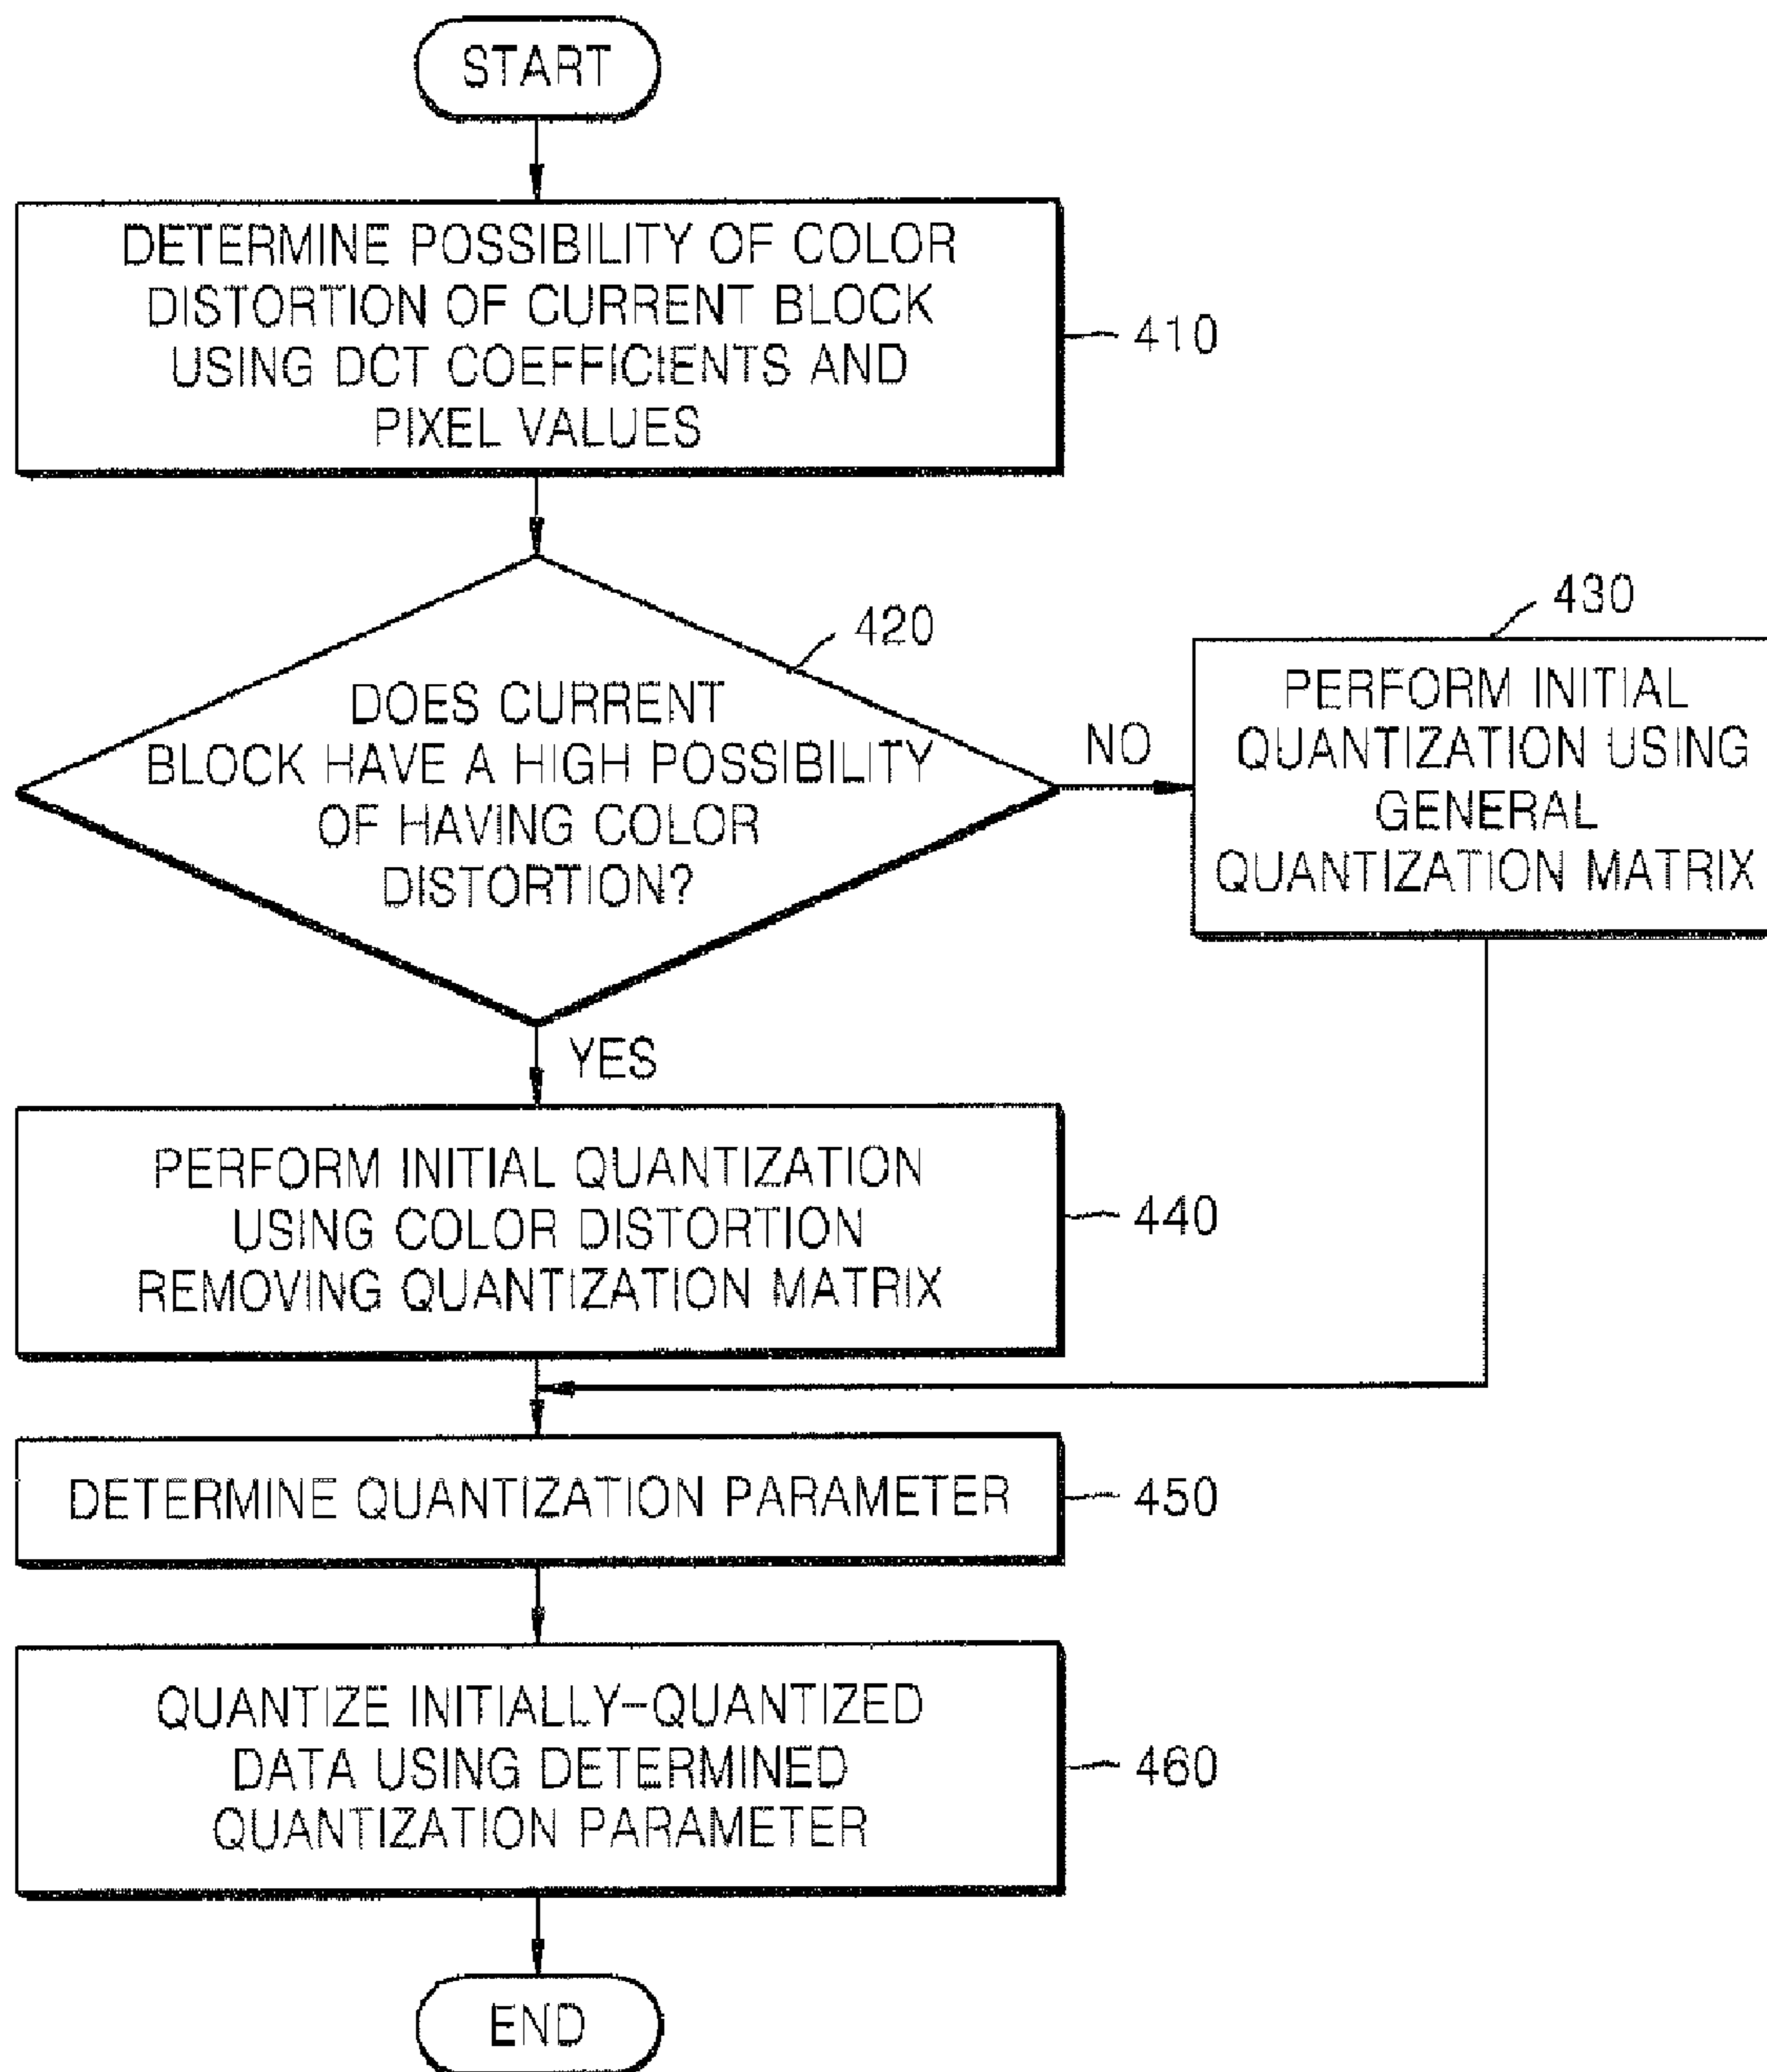 START
DETERMINE POSSIBILITY OF COLOR
DISTORTION OF CURRENT BLOCK
USING DCT COEFFICIENTS AND
PIXEL VALUES
410
420
DOES CURRENT
BLOCK HAVE A HIGH POSSIBILITY
OF HAVING COLOR
DISTORTION?
NO
430
PERFORM INITIAL
QUANTIZATION USING
GENERAL
QUANTIZATION MATRIX
YES
PERFORM INITIAL QUANTIZATION
USING COLOR DISTORTION
REMOVING QUANTIZATION MATRIX
440
DETERMINE QUANTIZATION PARAMETER
450
QUANTIZE INITIALLY-QUANTIZED
DATA USING DETERMINED
QUANTIZATION PARAMETER
460
END